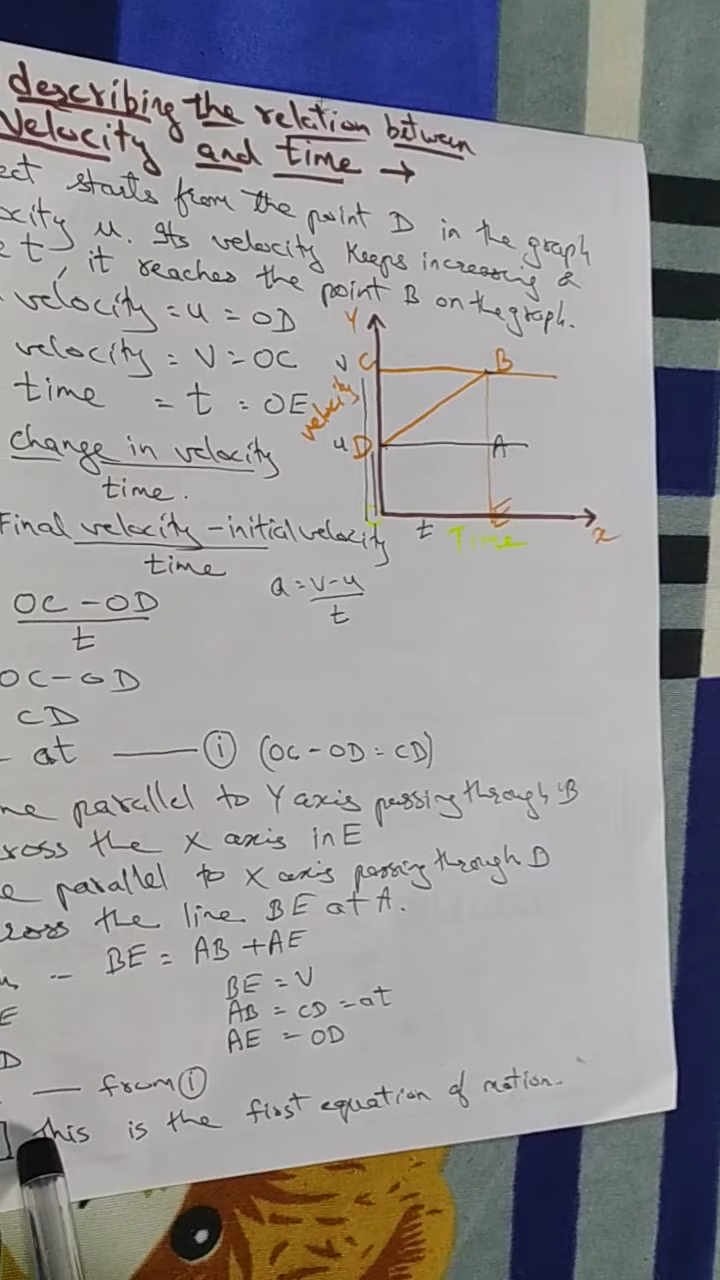 describing the relation between
Velocity and time →
ect starts from the point D in the graph
ocity u. Its velocity keeps increasing &
e t, it reaches the point B on the graph.
velocity = u = OD
velocity = V = OC
time = t = OE
change in velocity
time.
Final velocity - initial velocity
time
a = v-u
t
OC - OD
t
OC - OD
CD
- at —— (i) (OC - OD = CD)
Y
v C B
velocity
u D A
E
t Time x
ne parallel to Y axis passing through B
ross the X axis in E
e parallel to X axis passing through D
ross the line BE at A.
BE = AB + AE
BE = V
E
AB = CD = at
AE = OD
D
—— from (i)
] This is the first equation of motion.